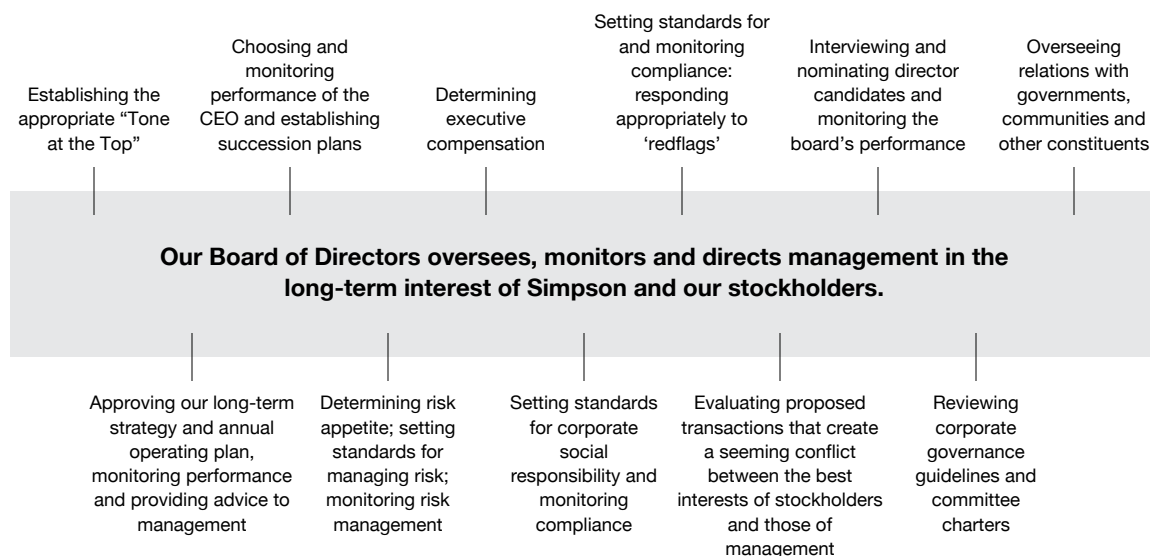 Establishing the
appropriate “Tone
at the Top”
Choosing and
monitoring
performance of the
CEO and establishing
succession plans
Determining
executive
compensation
Setting standards for
and monitoring
compliance:
responding
appropriately to
‘redflags’
Interviewing and
nominating director
candidates and
monitoring the
board’s performance
Overseeing
relations with
governments,
communities and
other constituents
Our Board of Directors oversees, monitors and directs management in the
long-term interest of Simpson and our stockholders.
Approving our long-term
strategy and annual
operating plan,
monitoring performance
and providing advice to
management
Determining risk
appetite; setting
standards for
managing risk;
monitoring risk
management
Setting standards
for corporate
social
responsibility and
monitoring
compliance
Evaluating proposed
transactions that create
a seeming conflict
between the best
interests of stockholders
and those of
management
Reviewing
corporate
governance
guidelines and
committee
charters